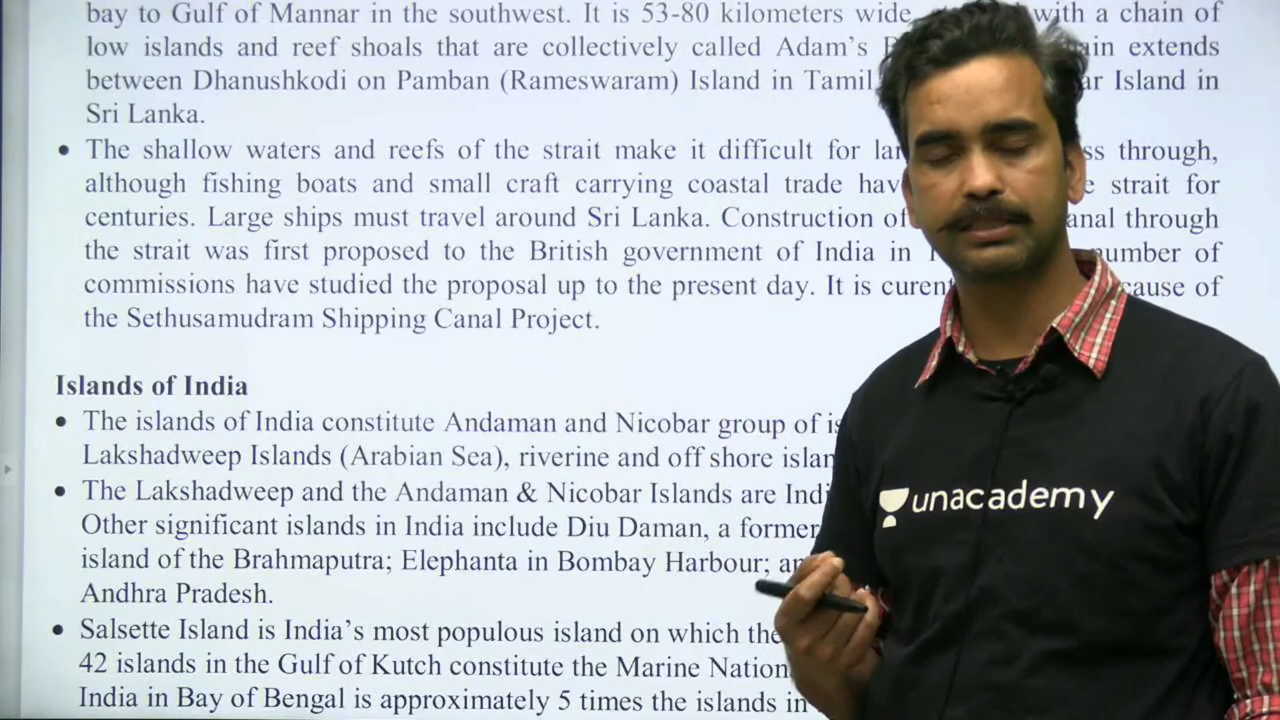 bay to Gulf of Mannar in the southwest. It is 53-80 kilometers wide, with a chain of
low islands and reef shoals that are collectively called Adam's ain extends
between Dhanushkodi on Pamban (Rameswaram) Island in Tamil ar Island in
Sri Lanka.
• The shallow waters and reefs of the strait make it difficult for lar ss through,
although fishing boats and small craft carrying coastal trade hav e strait for
centuries. Large ships must travel around Sri Lanka. Construction of anal through
the strait was first proposed to the British government of India in number of
commissions have studied the proposal up to the present day. It is curent cause of
the Sethusamudram Shipping Canal Project.
Islands of India
• The islands of India constitute Andaman and Nicobar group of is
Lakshadweep Islands (Arabian Sea), riverine and off shore islan
• The Lakshadweep and the Andaman & Nicobar Islands are Indi
Other significant islands in India include Diu Daman, a former
island of the Brahmaputra; Elephanta in Bombay Harbour; an
Andhra Pradesh.
• Salsette Island is India's most populous island on which the
42 islands in the Gulf of Kutch constitute the Marine Nation
India in Bay of Bengal is approximately 5 times the islands in
unacademy